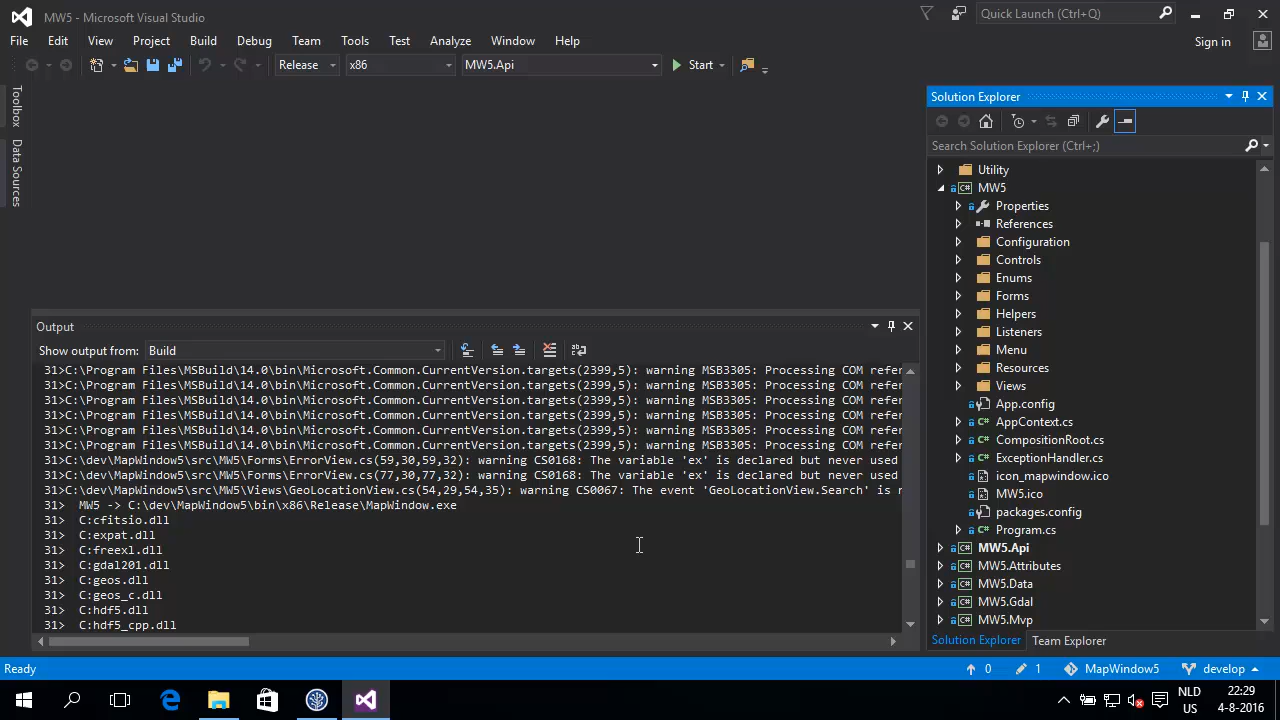 MW5 - Microsoft Visual Studio
Quick Launch (Ctrl+Q)
File Edit View Project Build Debug Team Tools Test Analyze Window Help
Sign in
Release x86 MW5.Api Start
Toolbox
Data Sources
Solution Explorer
Search Solution Explorer (Ctrl+;)
Utility
MW5
Properties
References
Configuration
Controls
Enums
Forms
Helpers
Listeners
Menu
Resources
Views
App.config
AppContext.cs
CompositionRoot.cs
ExceptionHandler.cs
icon_mapwindow.ico
MW5.ico
packages.config
Program.cs
MW5.Api
MW5.Attributes
MW5.Data
MW5.Gdal
MW5.Mvp
Solution Explorer Team Explorer
Output
Show output from: Build
31>C:\Program Files\MSBuild\14.0\bin\Microsoft.Common.CurrentVersion.targets(2399,5): warning MSB3305: Processing COM refer
31>C:\Program Files\MSBuild\14.0\bin\Microsoft.Common.CurrentVersion.targets(2399,5): warning MSB3305: Processing COM refer
31>C:\Program Files\MSBuild\14.0\bin\Microsoft.Common.CurrentVersion.targets(2399,5): warning MSB3305: Processing COM refer
31>C:\Program Files\MSBuild\14.0\bin\Microsoft.Common.CurrentVersion.targets(2399,5): warning MSB3305: Processing COM refer
31>C:\Program Files\MSBuild\14.0\bin\Microsoft.Common.CurrentVersion.targets(2399,5): warning MSB3305: Processing COM refer
31>C:\Program Files\MSBuild\14.0\bin\Microsoft.Common.CurrentVersion.targets(2399,5): warning MSB3305: Processing COM refer
31>C:\dev\MapWindow5\src\MW5\Forms\ErrorView.cs(59,30,59,32): warning CS0168: The variable 'ex' is declared but never used
31>C:\dev\MapWindow5\src\MW5\Forms\ErrorView.cs(77,30,77,32): warning CS0168: The variable 'ex' is declared but never used
31>C:\dev\MapWindow5\src\MW5\Views\GeoLocationView.cs(54,29,54,35): warning CS0067: The event 'GeoLocationView.Search' is n
31> MW5 -> C:\dev\MapWindow5\bin\x86\Release\MapWindow.exe
31> C:cfitsio.dll
31> C:expat.dll
31> C:freexl.dll
31> C:gdal201.dll
31> C:geos.dll
31> C:geos_c.dll
31> C:hdf5.dll
31> C:hdf5_cpp.dll
Ready 0 1 MapWindow5 develop
NLD
US
22:29
4-8-2016